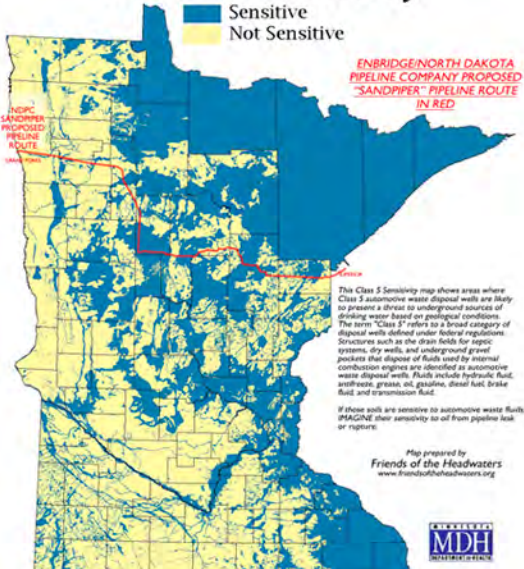 Sensitive
Not Sensitive
ENBRIDGE/NORTH DAKOTA
PIPELINE COMPANY PROPOSED
"SANDPIPER" PIPELINE ROUTE
IN RED
NDPC
SANDPIPER
PROPOSED
PIPELINE
ROUTE
This Class 5 Sensitivity map shows areas where
Class 5 automotive waste disposal wells are likely
to present a threat to underground sources of
drinking water based on geological conditions.
The term "Class 5" refers to a broad category of
disposal wells defined under federal regulations.
Structures such as the drain fields for septic
systems, dry wells, and underground gravel
pockets that dispose of fluids used by internal
combustion engines are identified as automotive
waste disposal wells. Fluids include hydraulic fluid,
antifreeze, grease, oil, gasoline, diesel fuel, brake
fluid, and transmission fluid.
If these soils are sensitive to automotive waste fluids
IMAGINE their sensitivity to oil from pipeline leak
or rupture.
Map prepared by
Friends of the Headwaters
www.friendsoftheheadwaters.org
MINNESOTA
MDH
DEPARTMENT OF HEALTH